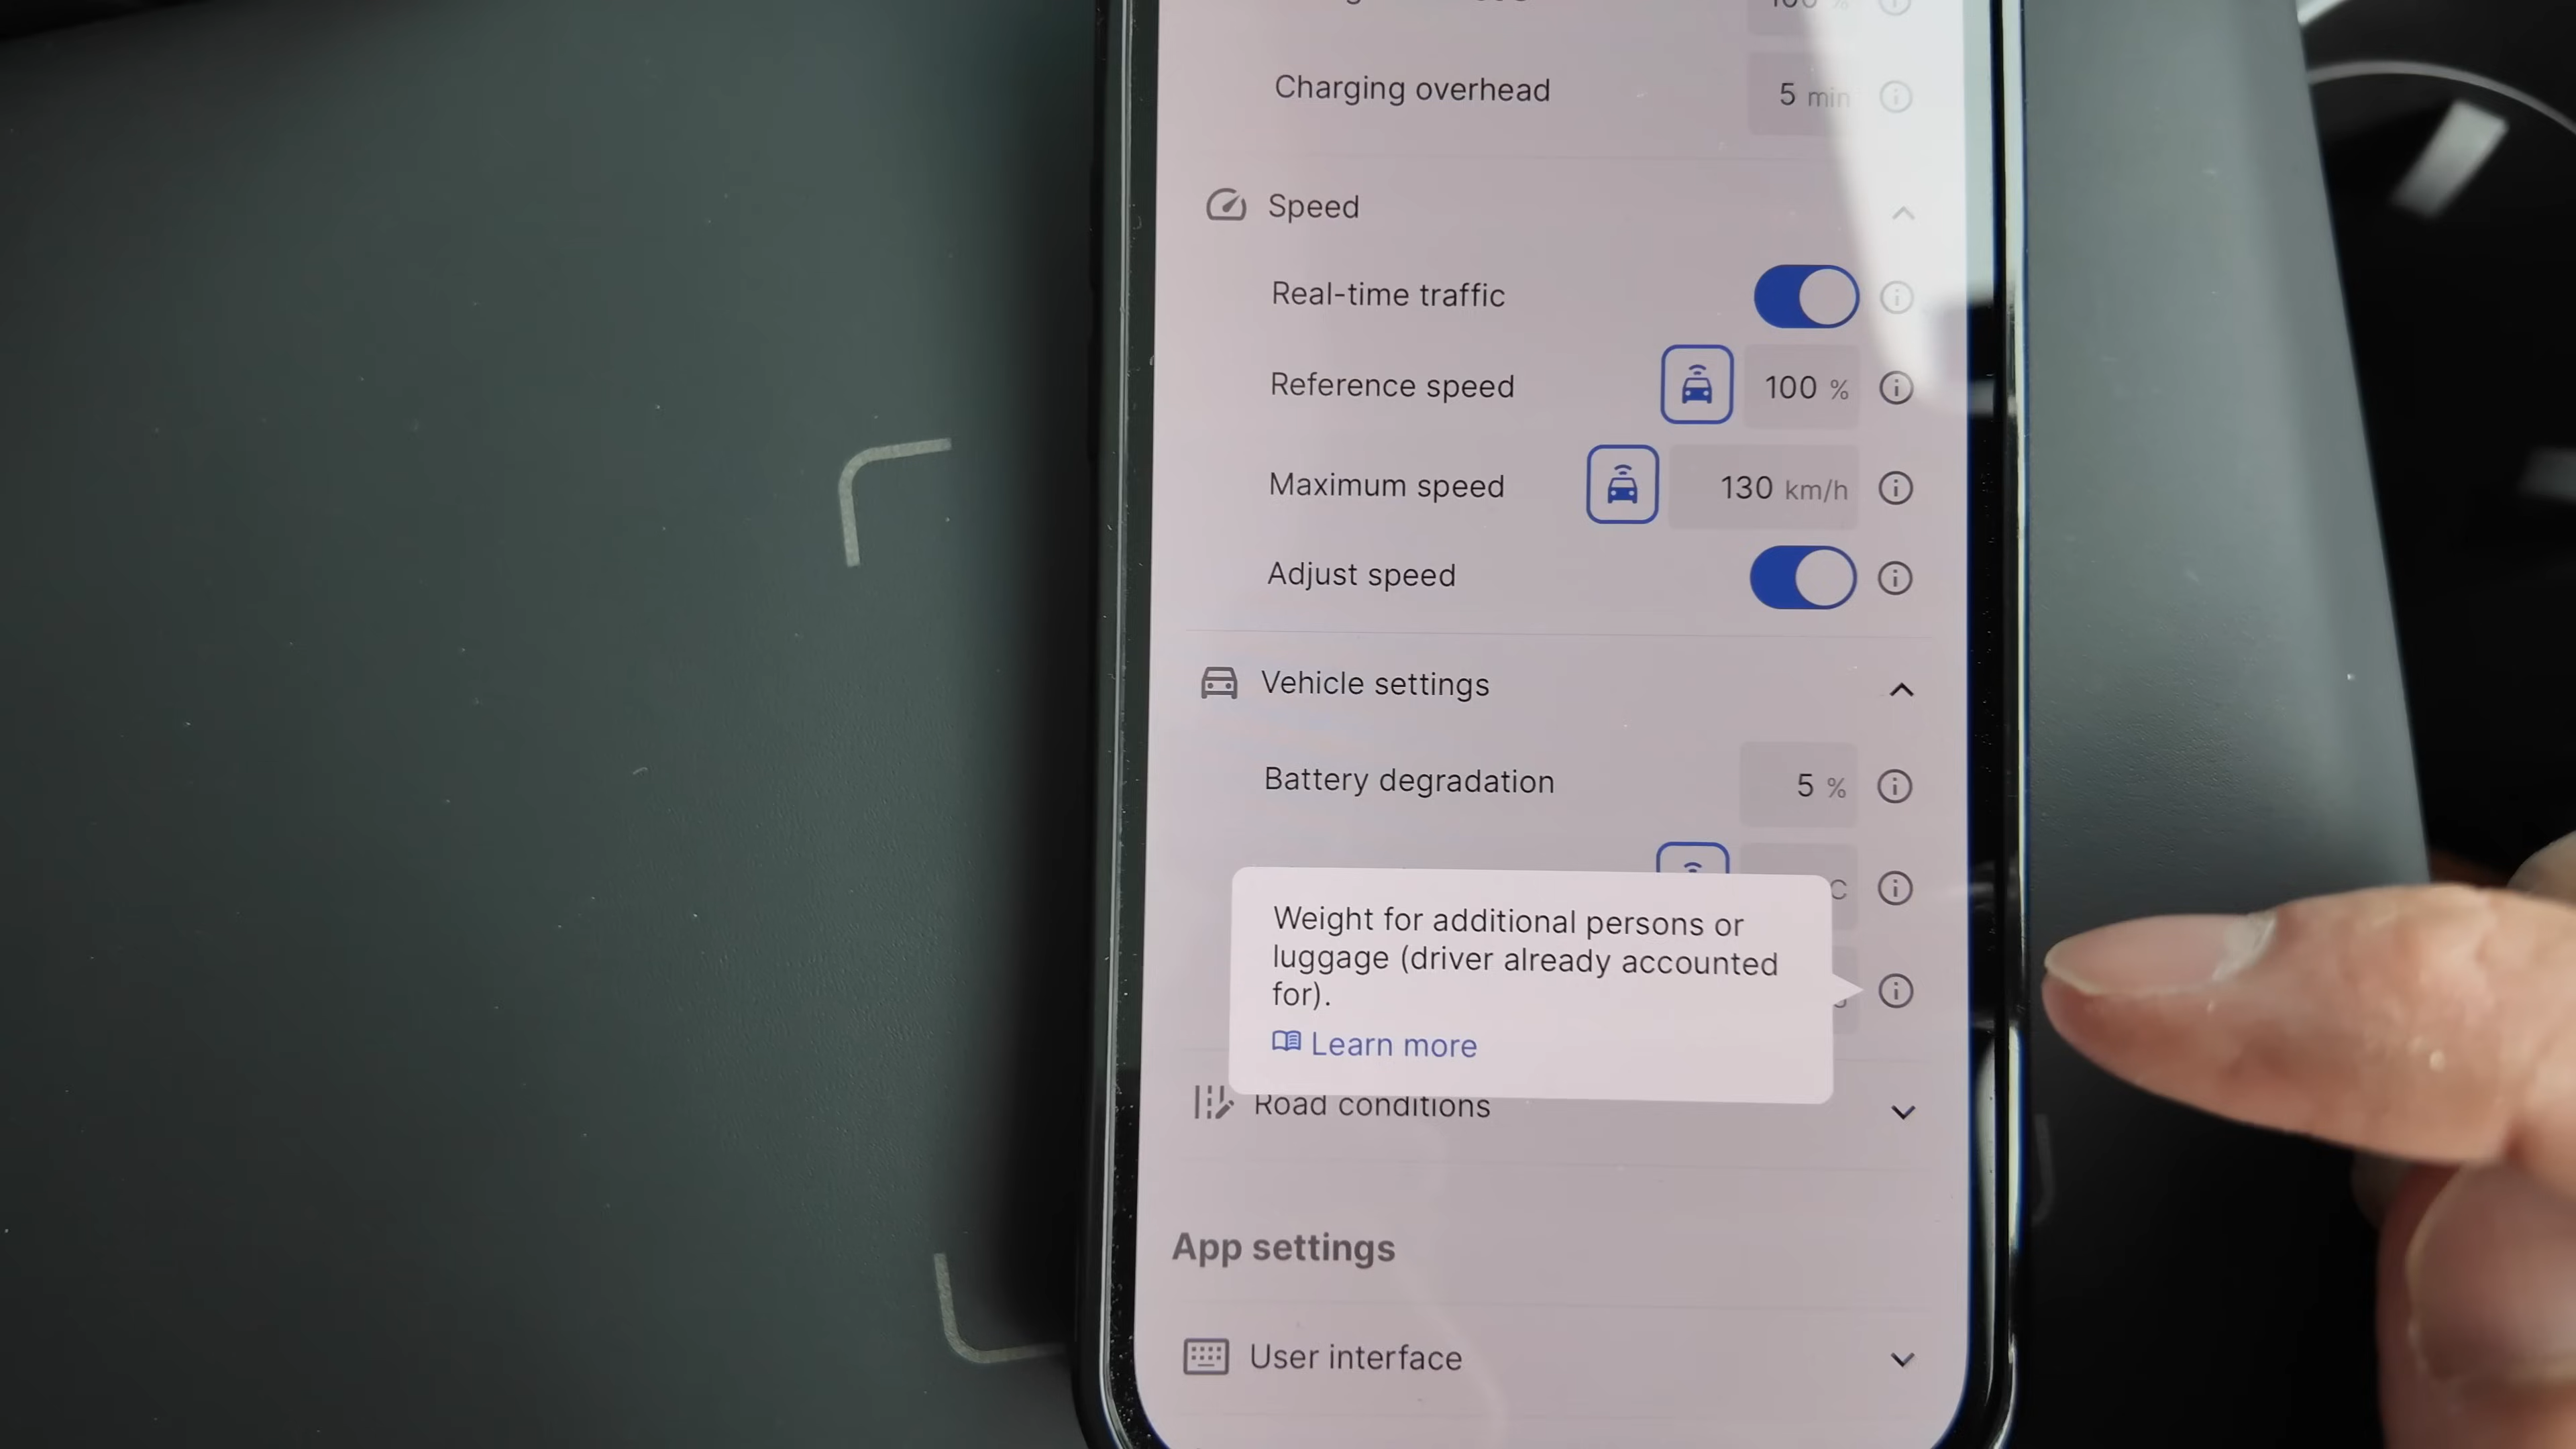 Charging overhead
5 min
Speed
Real-time traffic
Reference speed
100 %
Maximum speed
130 km/h
Adjust speed
Vehicle settings
Battery degradation
5 %
C
Weight for additional persons or
luggage (driver already accounted
for).
Learn more
Road conditions
App settings
User interface